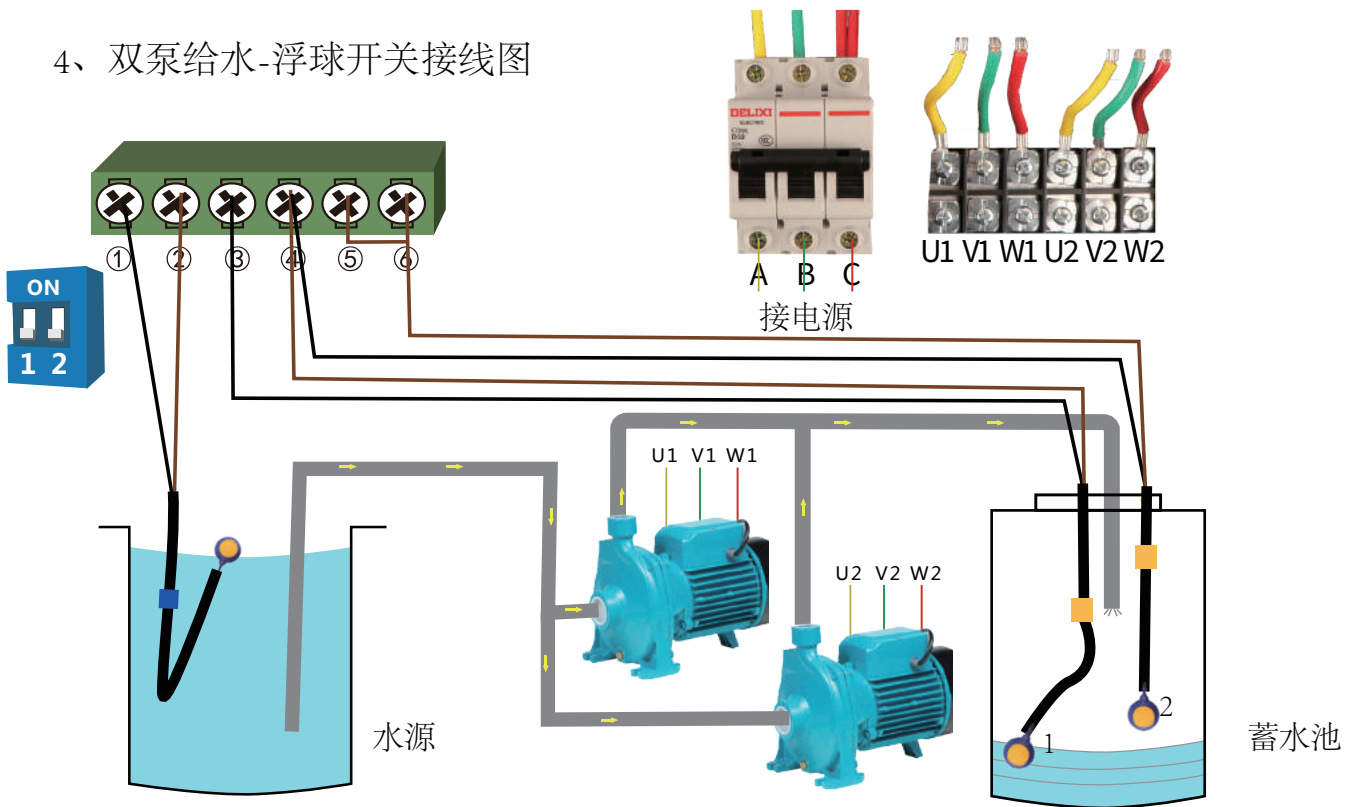 4、双泵给水-浮球开关接线图
DELIXI
ELECTRIC
① ② ③ ④ ⑤ ⑥
ON
1 2
A B C
接电源
U1 V1 W1 U2 V2 W2
U1 V1 W1
U2 V2 W2
水源
1
2
蓄水池